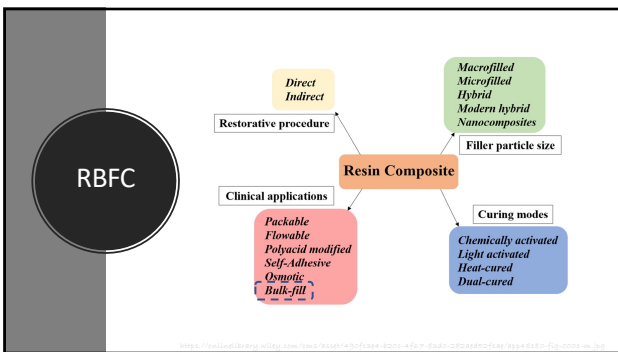 RBFC
Direct
Indirect
Restorative procedure
Macrofilled
Microfilled
Hybrid
Modern hybrid
Nanocomposites
Filler particle size
Resin Composite
Clinical applications
Packable
Flowable
Polyacid modified
Self-Adhesive
Osmotic
Bulk-fill
Curing modes
Chemically activated
Light activated
Heat-cured
Dual-cured